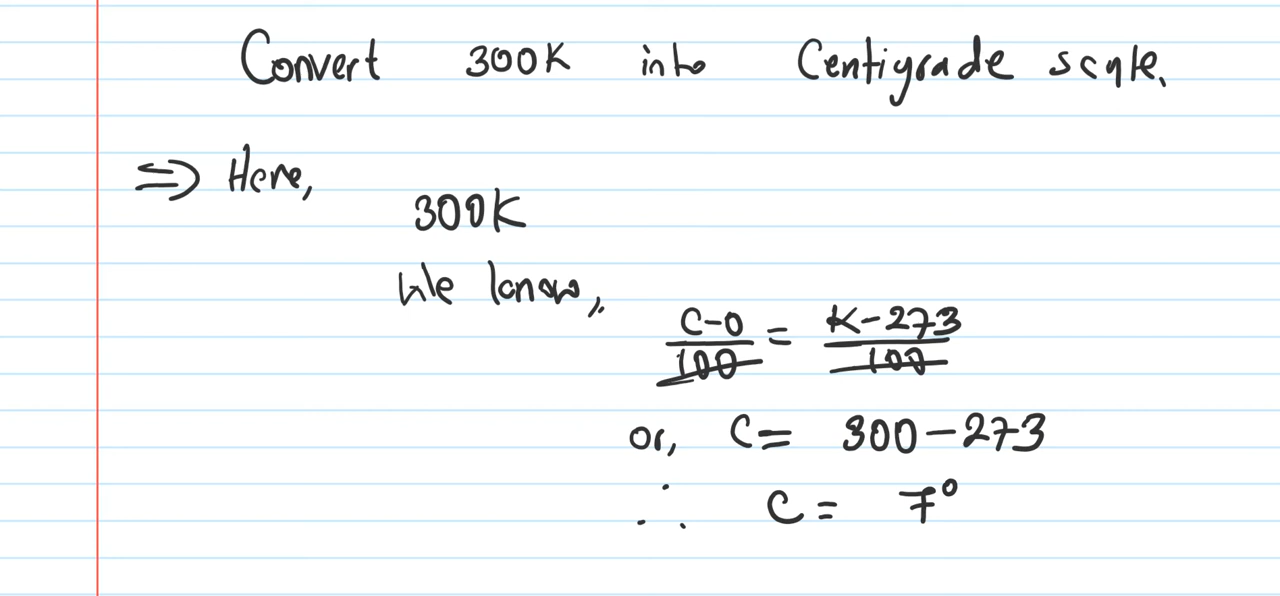 Convert 300K into Centigrade scale.
⇒ Here,
300K
We know,,
C-0/100 = K-273/100
or, C = 300-273
∴ C = 7°